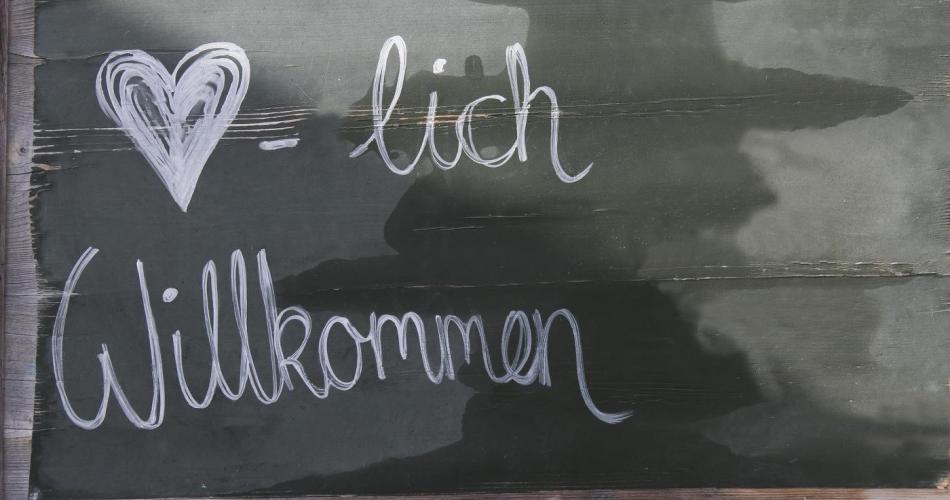 ♥ - lich
Willkommen